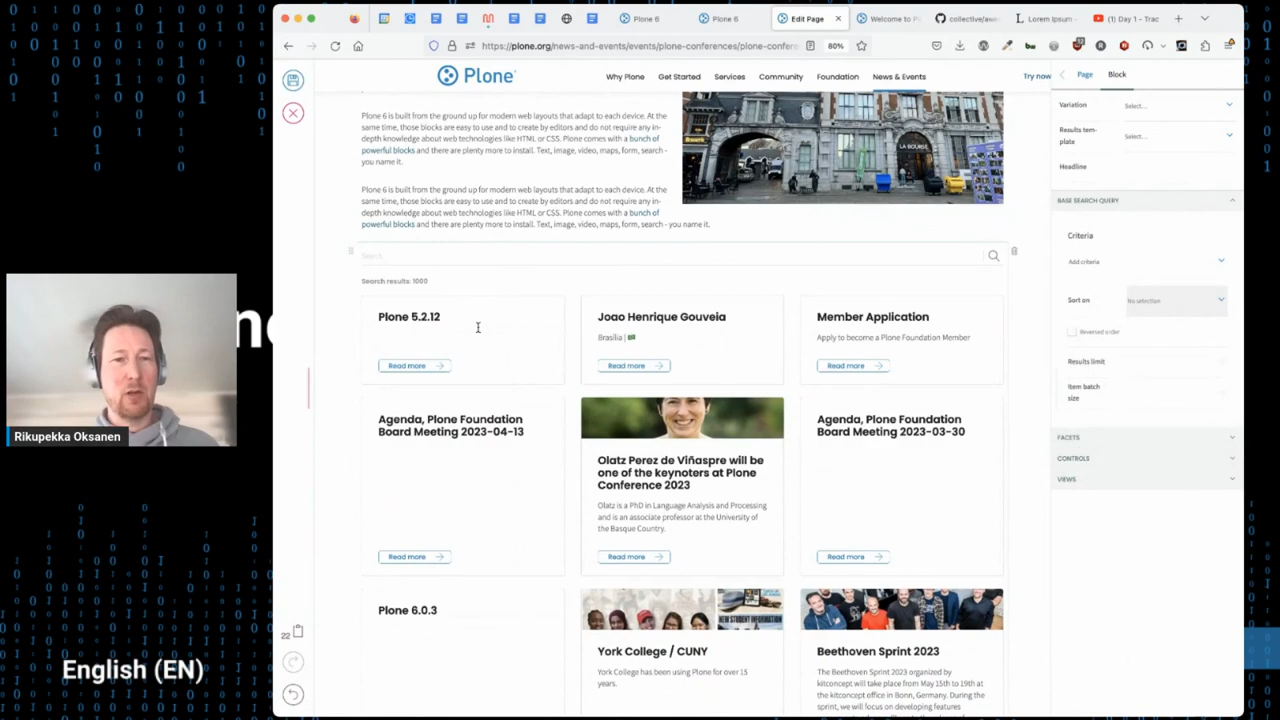 Plone 6
Plone 6
Edit Page
Welcome to Pl
collective/awe
Lorem Ipsum -
(1) Day 1 - Trac
https://plone.org/news-and-events/events/plone-conferences/plone-confere
80%
Plone
Why Plone
Get Started
Services
Community
Foundation
News & Events
Try now
Page
Block
Plone 6 is built from the ground up for modern web layouts that adapt to each device. At the
same time, those blocks are easy to use and to create by editors and do not require any in-
depth knowledge about web technologies like HTML or CSS. Plone comes with a bunch of
powerful blocks and there are plenty more to install. Text, image, video, maps, form, search -
you name it.
Plone 6 is built from the ground up for modern web layouts that adapt to each device. At the
same time, those blocks are easy to use and to create by editors and do not require any in-
depth knowledge about web technologies like HTML or CSS. Plone comes with a bunch of
powerful blocks and there are plenty more to install. Text, image, video, maps, form, search - you name it.
LA BOURSE
Search...
Search results: 1000
Plone 5.2.12
Read more
Joao Henrique Gouveia
Brasília |
Read more
Member Application
Apply to become a Plone Foundation Member
Read more
Agenda, Plone Foundation
Board Meeting 2023-04-13
Read more
Olatz Perez de Viñaspre will be
one of the keynoters at Plone
Conference 2023
Olatz is a PhD in Language Analysis and Processing
and is an associate professor at the University of
the Basque Country.
Read more
Agenda, Plone Foundation
Board Meeting 2023-03-30
Read more
Plone 6.0.3
NEW STUDENT INFORMATION
York College / CUNY
York College has been using Plone for over 15
years.
Beethoven Sprint 2023
The Beethoven Sprint 2023 organized by
kitconcept will take place from May 15th to 19th at
the kitconcept office in Bonn, Germany. During the
sprint, we will focus on developing features
Variation
Select...
Results tem-
plate
Select...
Headline
BASE SEARCH QUERY
Criteria
Add criteria
Sort on
No selection
Reversed order
Results limit
Item batch
size
FACETS
CONTROLS
VIEWS
22
Rikupekka Oksanen
English (EN)